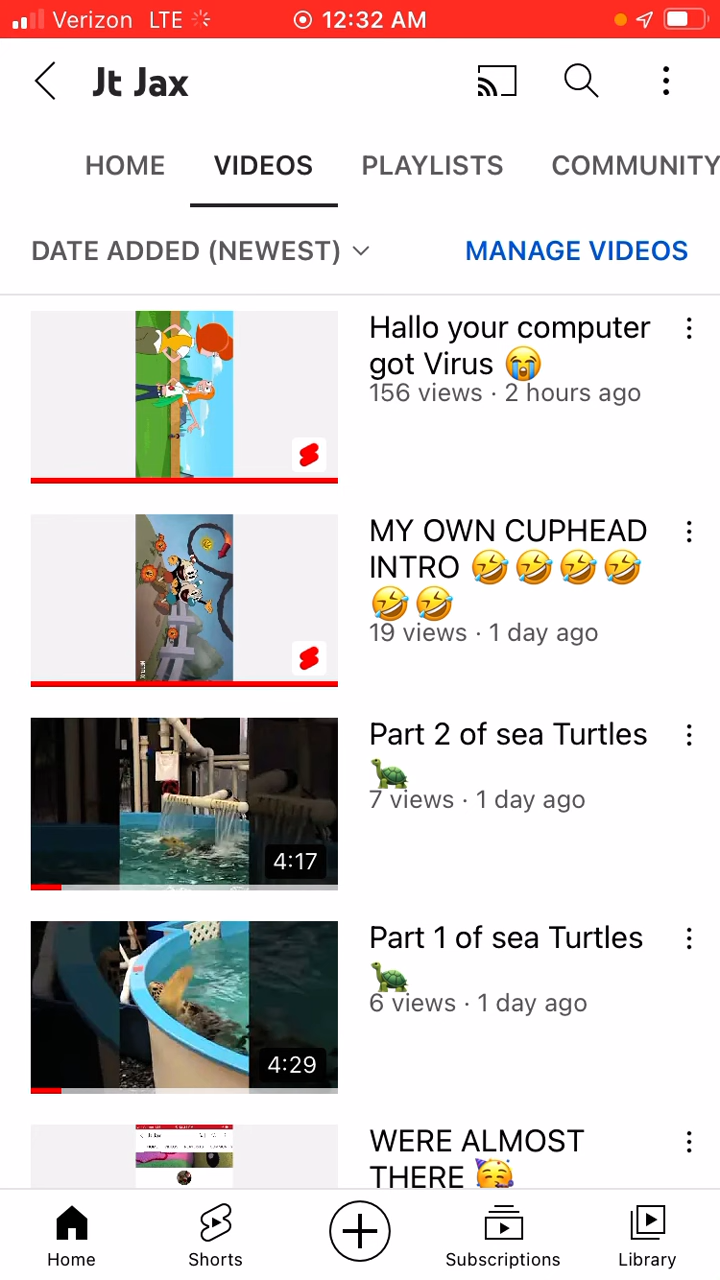 Verizon LTE 12:32 AM
Jt Jax
HOME VIDEOS PLAYLISTS COMMUNITY
DATE ADDED (NEWEST) MANAGE VIDEOS
Hallo your computer
got Virus 😭
156 views · 2 hours ago
MY OWN CUPHEAD
INTRO 🤣🤣🤣🤣
🤣🤣
19 views · 1 day ago
Part 2 of sea Turtles
🐢
7 views · 1 day ago
4:17
Part 1 of sea Turtles
🐢
6 views · 1 day ago
4:29
WERE ALMOST
THERE 🥳
Home Shorts Subscriptions Library